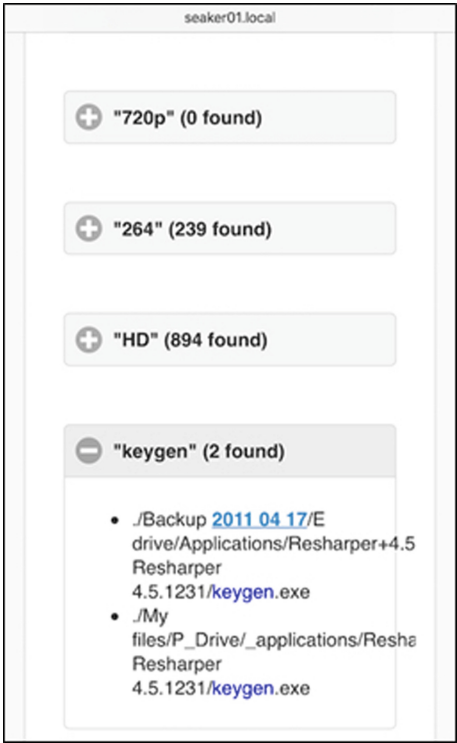 seaker01.local
"720p" (0 found)
"264" (239 found)
"HD" (894 found)
"keygen" (2 found)
• ./Backup 2011 04 17/E
drive/Applications/Resharper+4.5
Resharper
4.5.1231/keygen.exe
• ./My
files/P_Drive/_applications/Resha
Resharper
4.5.1231/keygen.exe